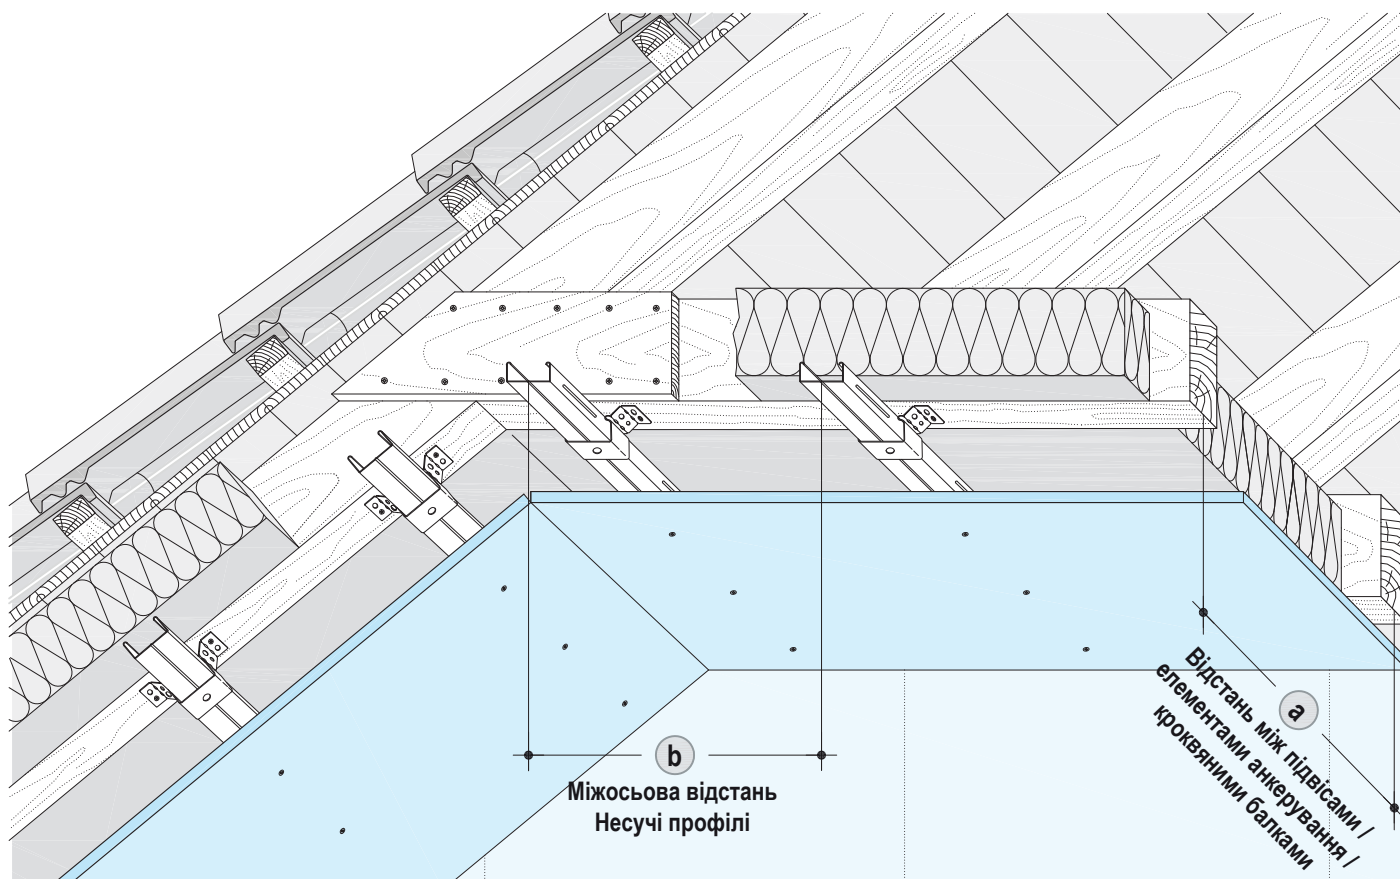 b
Міжосьова відстань
Несучі профілі
a
Відстань між підвісами /
елементами анкерування /
кроквяними балками